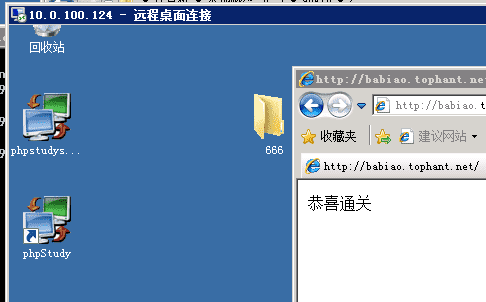 10.0.100.124 - 远程桌面连接
回收站
phpstudys...
666
phpStudy
http://babiao.tophant.ne
http://babiao.t
收藏夹
建议网站
http://babiao.tophant.net/
恭喜通关